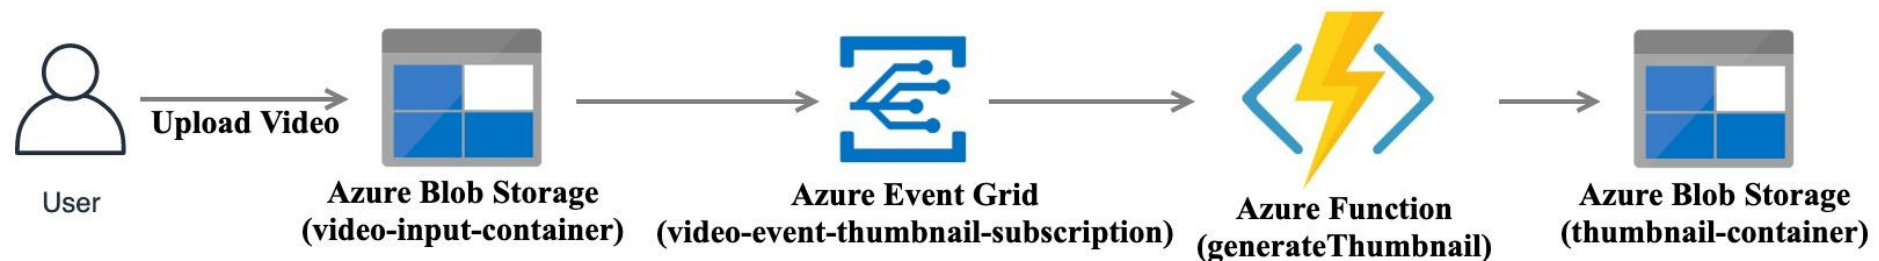 Upload Video
User
Azure Blob Storage
(video-input-container)
Azure Event Grid
(video-event-thumbnail-subscription)
Azure Function
(generateThumbnail)
Azure Blob Storage
(thumbnail-container)